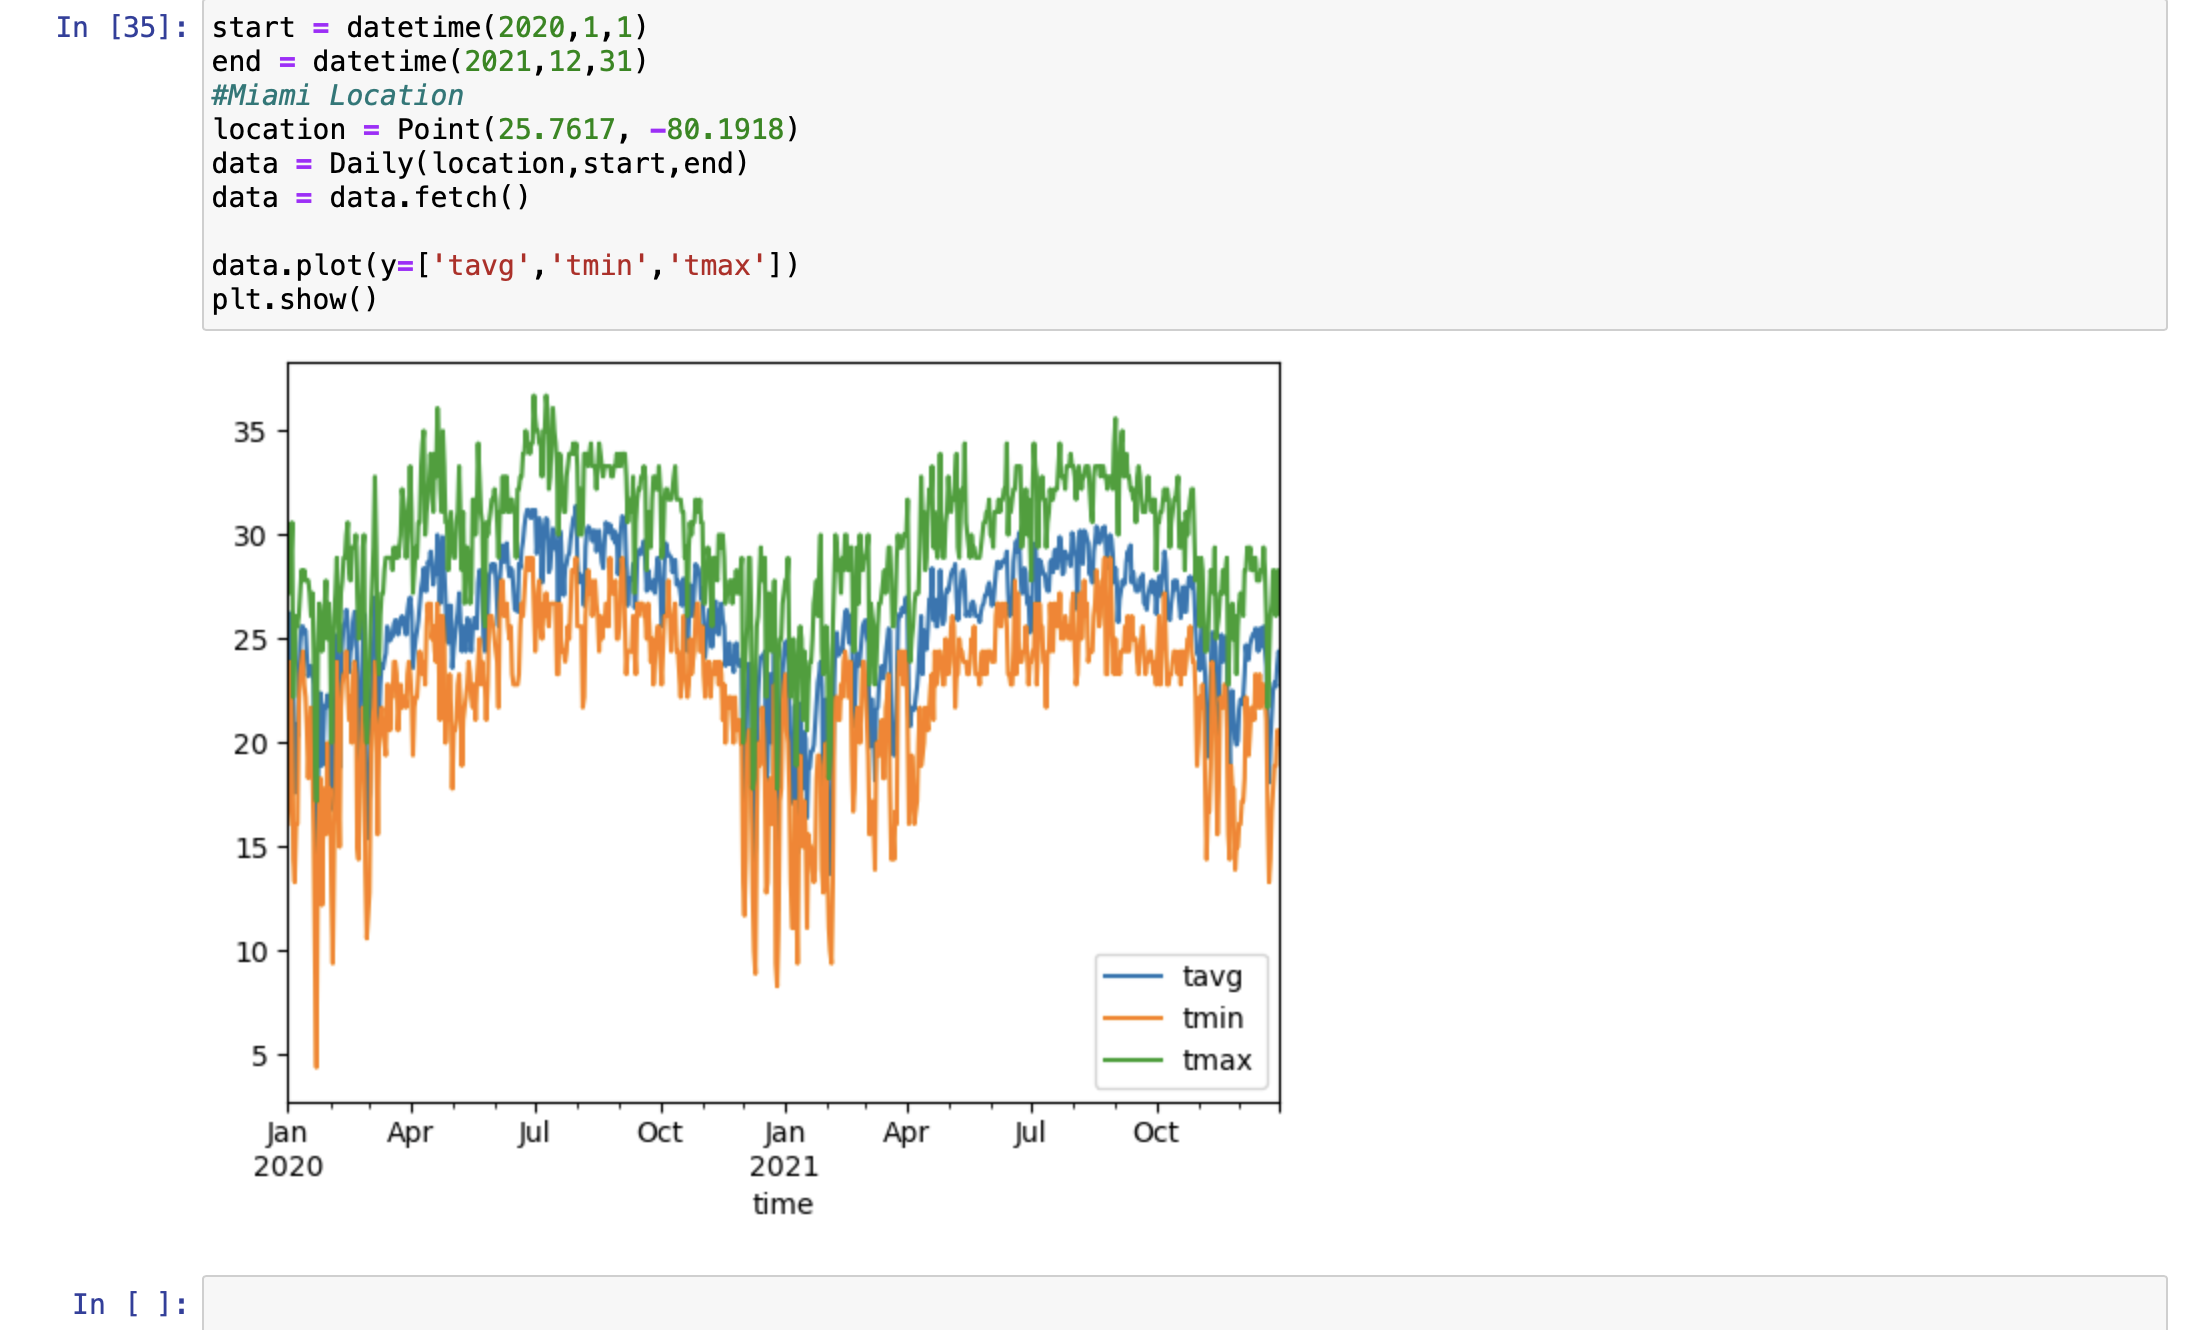 In [35]:
start = datetime(2020,1,1)
end = datetime(2021,12,31)
#Miami Location
location = Point(25.7617, -80.1918)
data = Daily(location,start,end)
data = data.fetch()
data.plot(y=['tavg','tmin','tmax'])
plt.show()
35
30
25
20
15
10
5
tavg
tmin
tmax
Jan Apr Jul Oct Jan Apr Jul Oct
2020 2021
time
In [ ]: